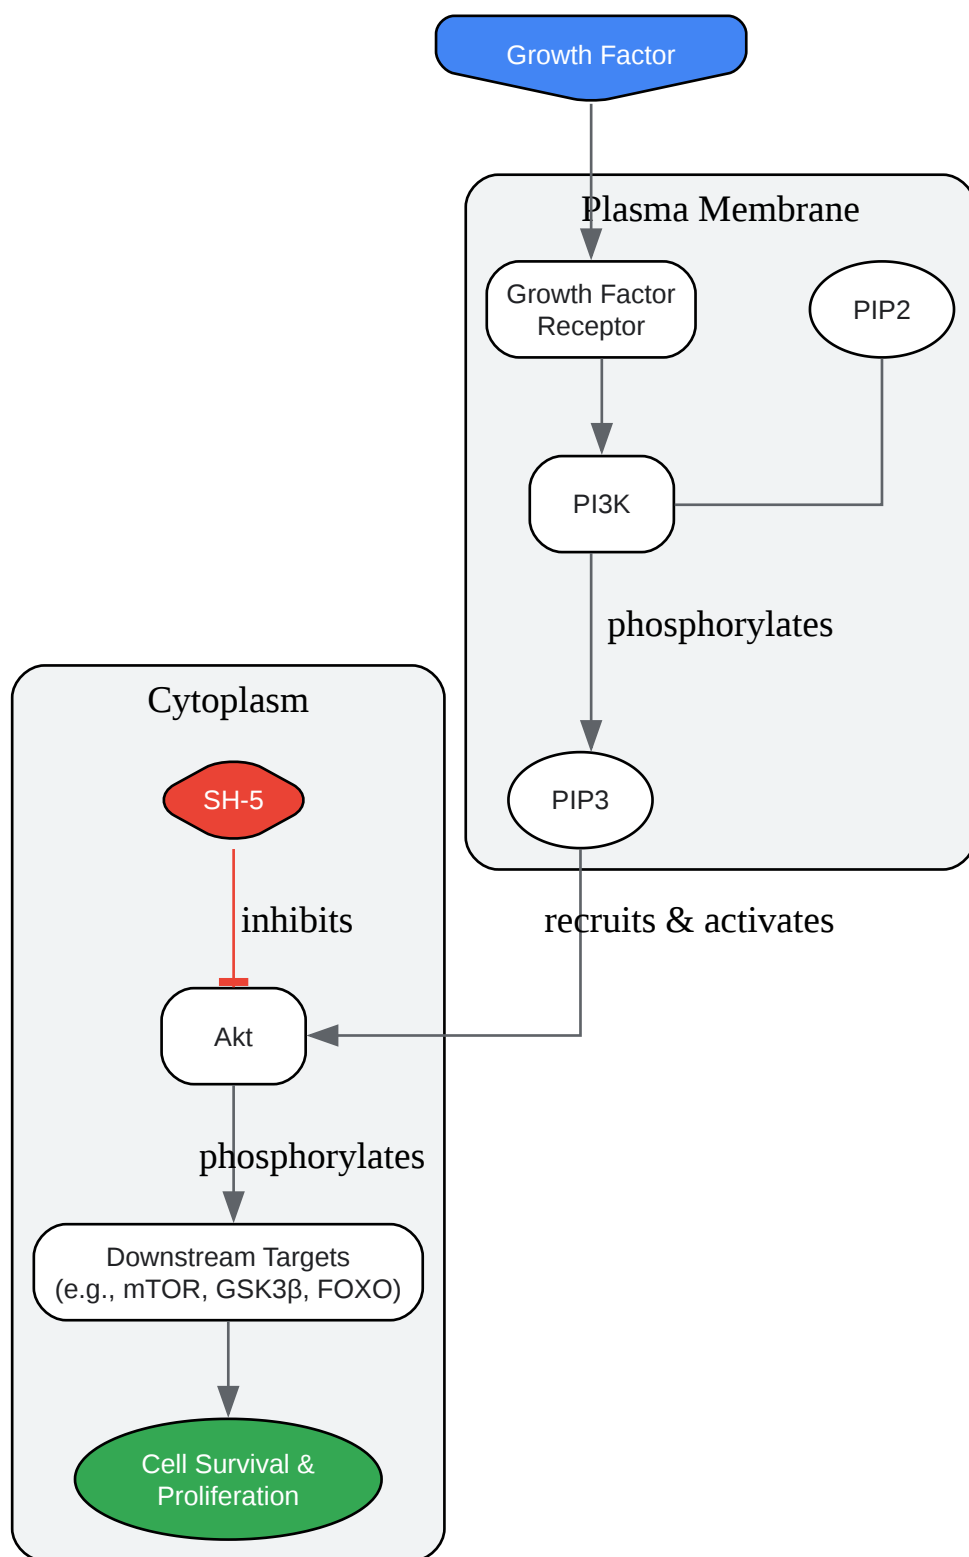 Growth Factor
Plasma Membrane
Growth Factor
Receptor
PIP2
PI3K
phosphorylates
Cytoplasm
SH-5
PIP3
inhibits
recruits & activates
Akt
phosphorylates
Downstream Targets
(e.g., mTOR, GSK3β, FOXO)
Cell Survival &
Proliferation